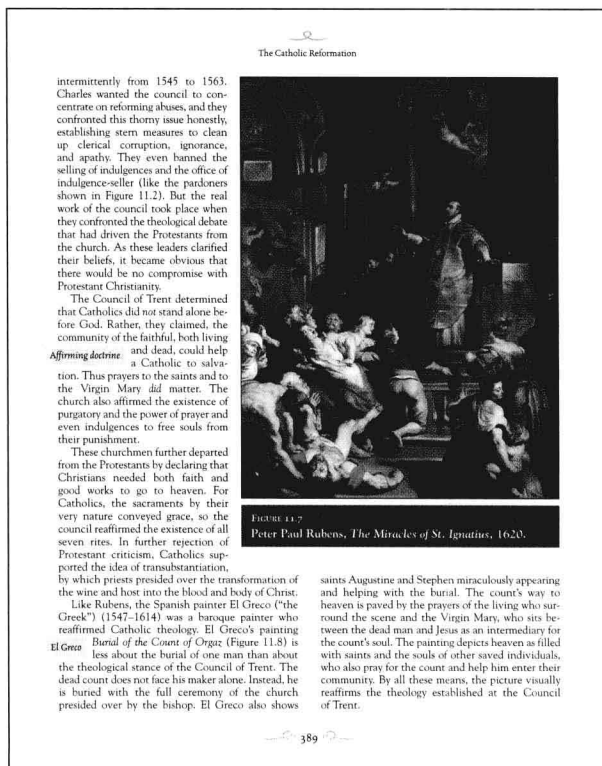 The Catholic Reformation
intermittently from 1545 to 1563.
Charles wanted the council to con-
centrate on reforming abuses, and they
confronted this thorny issue honestly,
establishing stern measures to clean
up clerical corruption, ignorance,
and apathy. They even banned the
selling of indulgences and the office of
indulgence-seller (like the pardoners
shown in Figure 11.2). But the real
work of the council took place when
they confronted the theological debate
that had driven the Protestants from
the church. As these leaders clarified
their beliefs, it became obvious that
there would be no compromise with
Protestant Christianity.
The Council of Trent determined
that Catholics did not stand alone be-
fore God. Rather, they claimed, the
community of the faithful, both living
Affirming doctrine
and dead, could help
a Catholic to salva-
tion. Thus prayers to the saints and to
the Virgin Mary did matter. The
church also affirmed the existence of
purgatory and the power of prayer and
even indulgences to free souls from
their punishment.
These churchmen further departed
from the Protestants by declaring that
Christians needed both faith and
good works to go to heaven. For
Catholics, the sacraments by their
very nature conveyed grace, so the
council reaffirmed the existence of all
seven rites. In further rejection of
Protestant criticism, Catholics sup-
ported the idea of transubstantiation,
by which priests presided over the transformation of
the wine and host into the blood and body of Christ.
Like Rubens, the Spanish painter El Greco ("the
Greek") (1547–1614) was a baroque painter who
reaffirmed Catholic theology. El Greco's painting
El Greco
Burial of the Count of Orgaz (Figure 11.8) is
less about the burial of one man than about
the theological stance of the Council of Trent. The
dead count does not face his maker alone. Instead, he
is buried with the full ceremony of the church
presided over by the bishop. El Greco also shows
FIGURE 11.7
Peter Paul Rubens, The Miracles of St. Ignatius, 1620.
saints Augustine and Stephen miraculously appearing
and helping with the burial. The count's way to
heaven is paved by the prayers of the living who sur-
round the scene and the Virgin Mary, who sits be-
tween the dead man and Jesus as an intermediary for
the count's soul. The painting depicts heaven as filled
with saints and the souls of other saved individuals,
who also pray for the count and help him enter their
community. By all these means, the picture visually
reaffirms the theology established at the Council
of Trent.
389